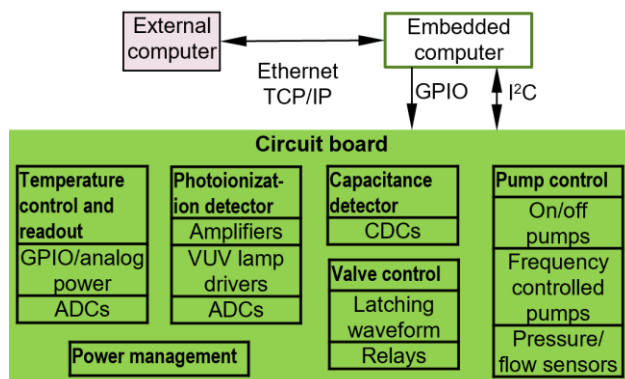 External
computer
Embedded
computer
Ethernet
TCP/IP
GPIO
I²C
Circuit board
Temperature
control and
readout
GPIO/analog
power
ADCs
Photoionizat-
ion detector
Amplifiers
VUV lamp
drivers
ADCs
Capacitance
detector
CDCs
Valve control
Latching
waveform
Relays
Pump control
On/off
pumps
Frequency
controlled
pumps
Pressure/
flow sensors
Power management